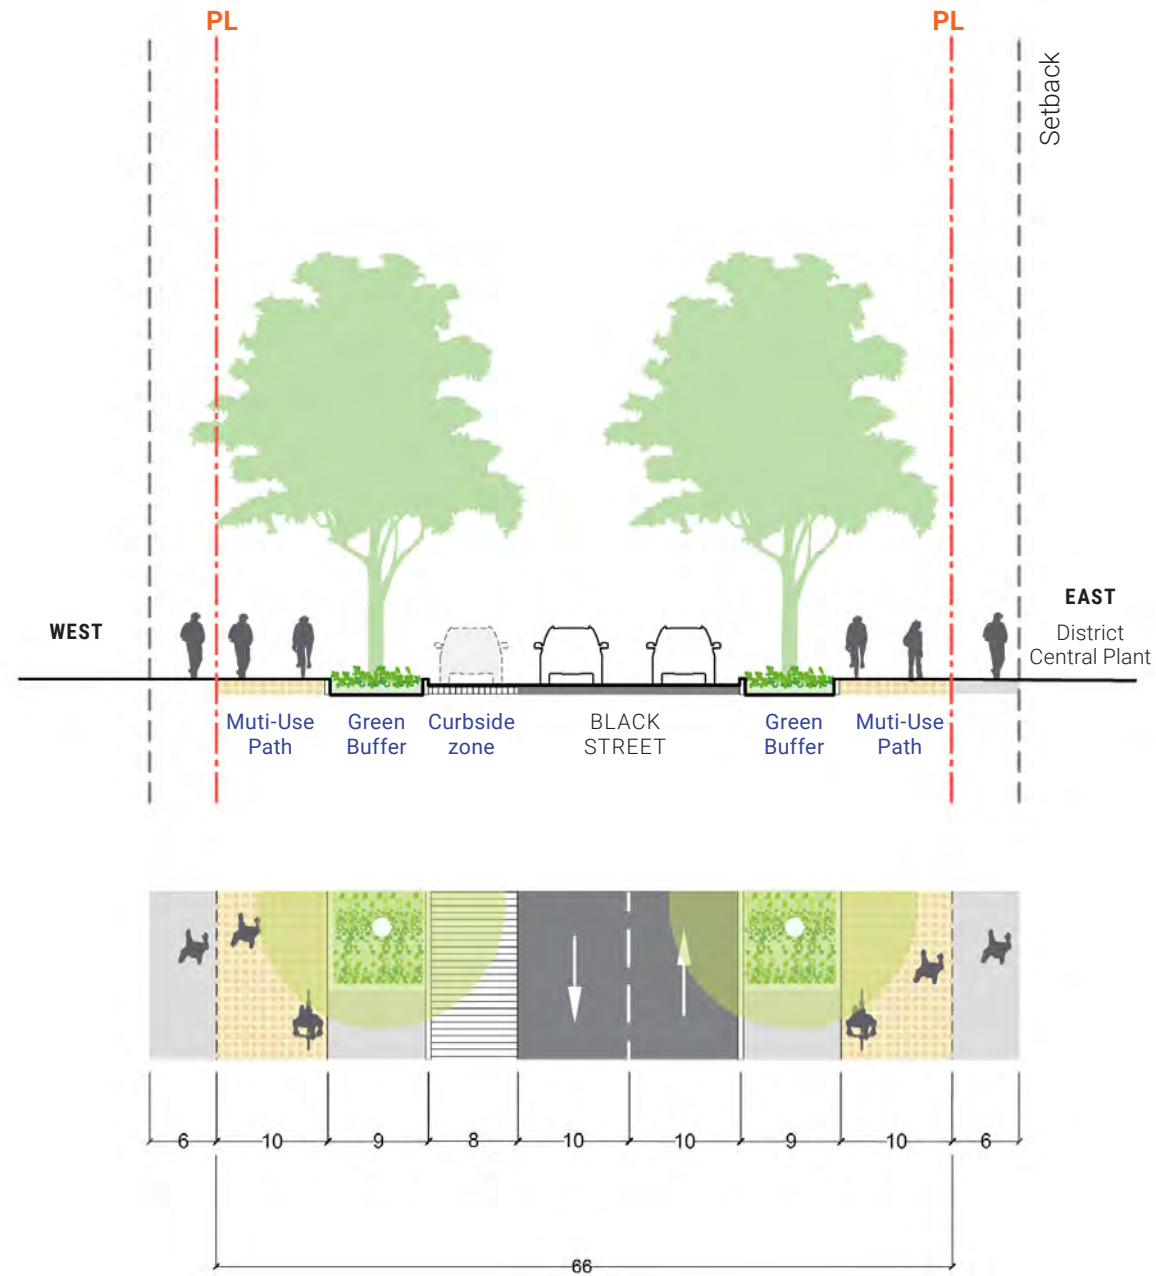 PL
PL
Setback
WEST
EAST
District
Central Plant
Muti-Use
Path
Green
Buffer
Curbside
zone
BLACK
STREET
Green
Buffer
Muti-Use
Path
6
10
9
8
10
10
9
10
6
66